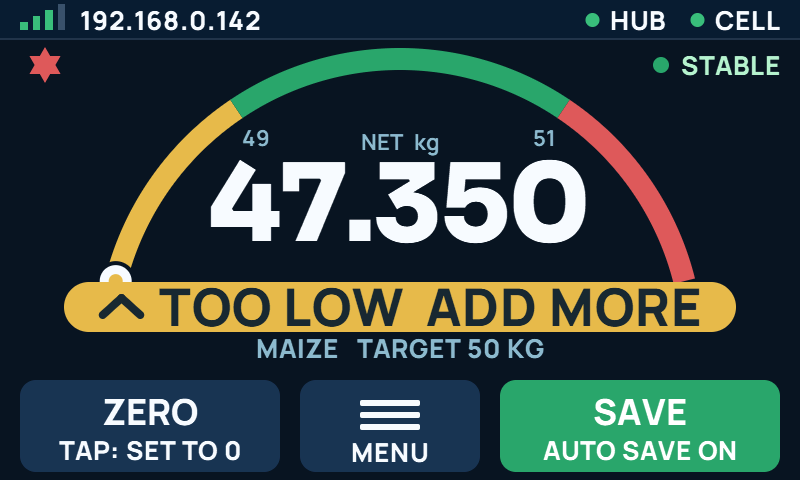 192.168.0.142
HUB
CELL
STABLE
49
NET kg
51
47.350
TOO LOW ADD MORE
MAIZE TARGET 50 KG
ZERO
TAP: SET TO 0
MENU
SAVE
AUTO SAVE ON